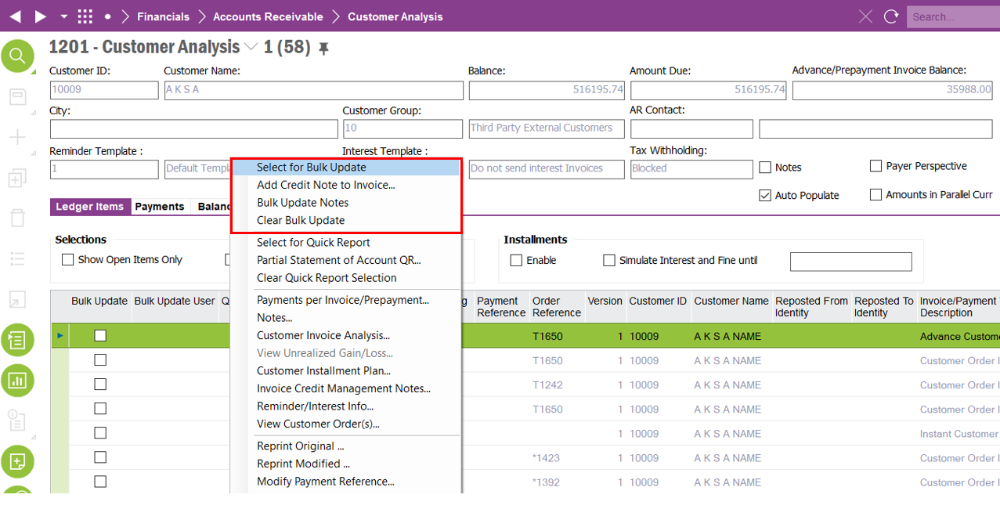 Financials
Accounts Receivable
Customer Analysis
Search...
1201 - Customer Analysis 1 (58)
Customer ID:
Customer Name:
Balance:
Amount Due:
Advance/Prepayment Invoice Balance:
10009
A K S A
516195.74
516195.74
35988.00
City:
Customer Group:
AR Contact:
10
Third Party External Customers
Reminder Template :
Interest Template :
Tax Withholding:
1
Default Templa
Do not send interest Invoices
Blocked
Notes
Payer Perspective
Auto Populate
Amounts in Parallel Curr
Select for Bulk Update
Add Credit Note to Invoice...
Bulk Update Notes
Clear Bulk Update
Select for Quick Report
Partial Statement of Account QR...
Clear Quick Report Selection
Payments per Invoice/Prepayment...
Notes...
Customer Invoice Analysis...
View Unrealized Gain/Loss...
Customer Installment Plan...
Invoice Credit Management Notes...
Reminder/Interest Info...
View Customer Order(s)...
Reprint Original ...
Reprint Modified ...
Modify Payment Reference...
Ledger Items
Payments
Balanc
Selections
Show Open Items Only
Installments
Enable
Simulate Interest and Fine until
Bulk Update
Bulk Update User
Q
g
Payment
Reference
Order
Reference
Version
Customer ID
Customer Name
Reposted From
Identity
Reposted To
Identity
Invoice/Payment
Description
T1650 1 10009 A K S A NAME Advance Custome
T1650 1 10009 A K S A NAME Customer Order I
T1242 1 10009 A K S A NAME Customer Order I
T1650 1 10009 A K S A NAME Customer Order I
1 10009 A K S A NAME Instant Customer
*1423 1 10009 A K S A NAME Customer Order I
*1392 1 10009 A K S A NAME Customer Order I